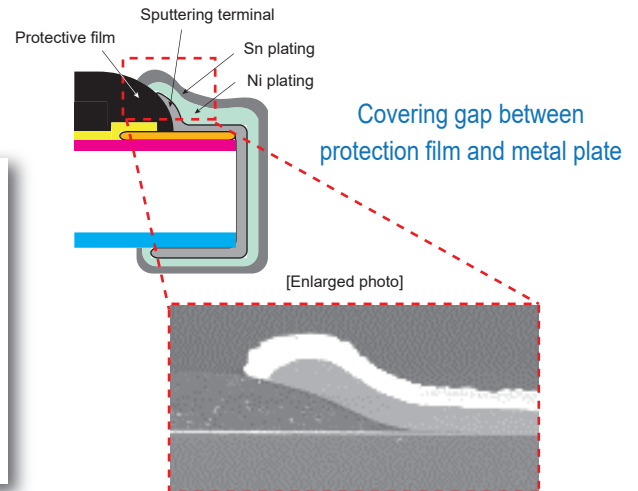 Sputtering terminal
Protective film
Sn plating
Ni plating
Covering gap between
protection film and metal plate
[Enlarged photo]